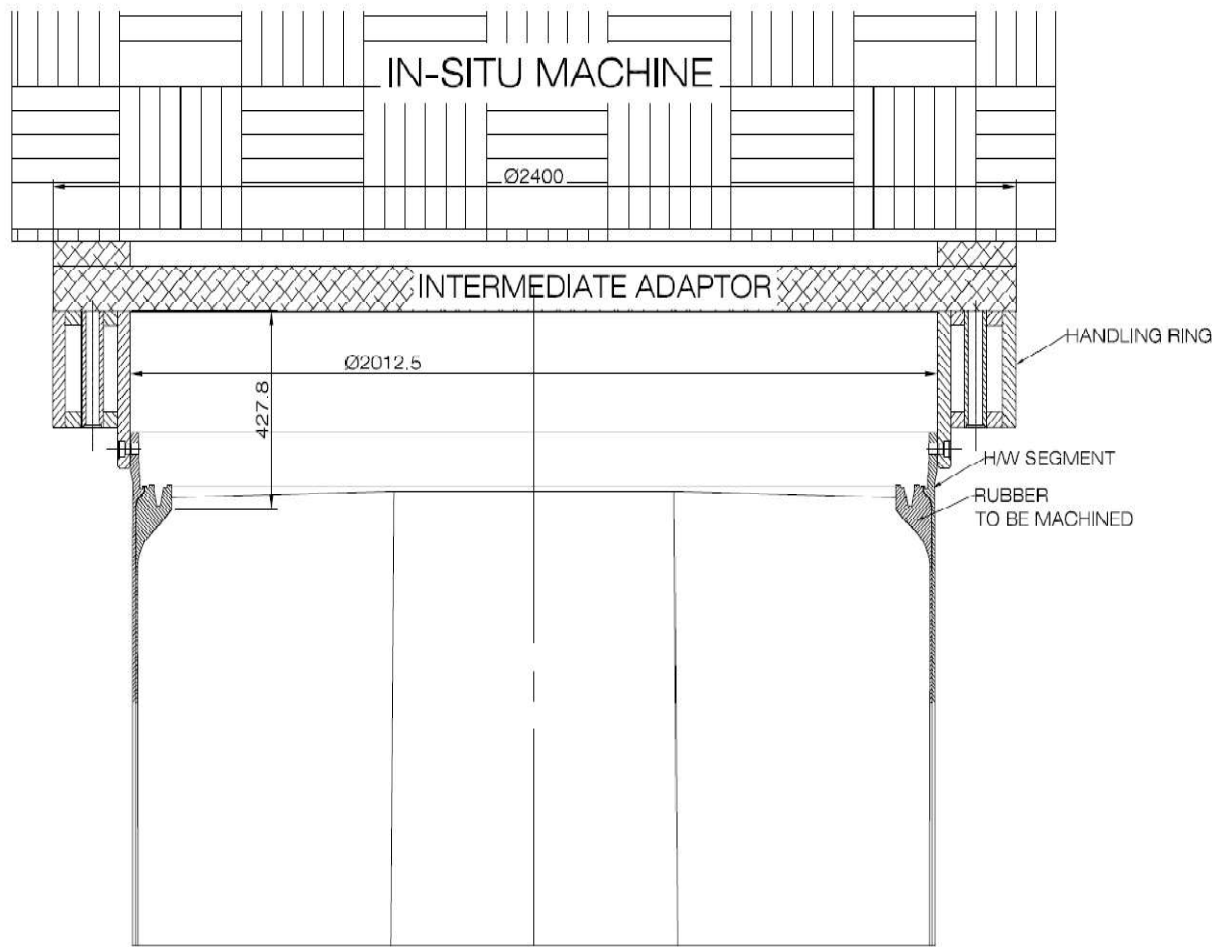 IN-SITU MACHINE
Ø2400
INTERMEDIATE ADAPTOR
HANDLING RING
Ø2012.5
427.8
H/W SEGMENT
RUBBER
TO BE MACHINED